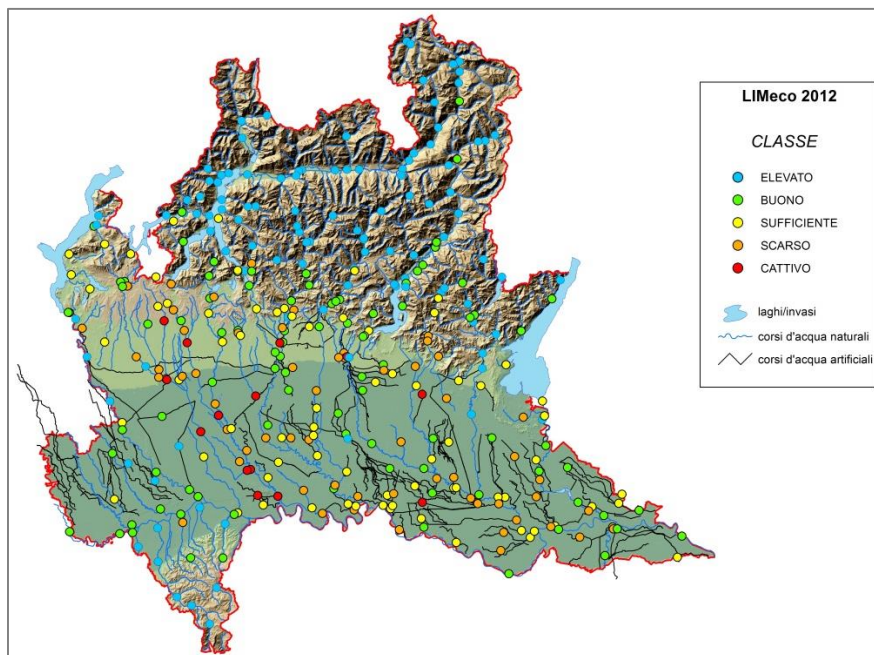 LIMeco 2012
CLASSE
ELEVATO
BUONO
SUFFICIENTE
SCARSO
CATTIVO
laghi/invasi
corsi d'acqua naturali
corsi d'acqua artificiali